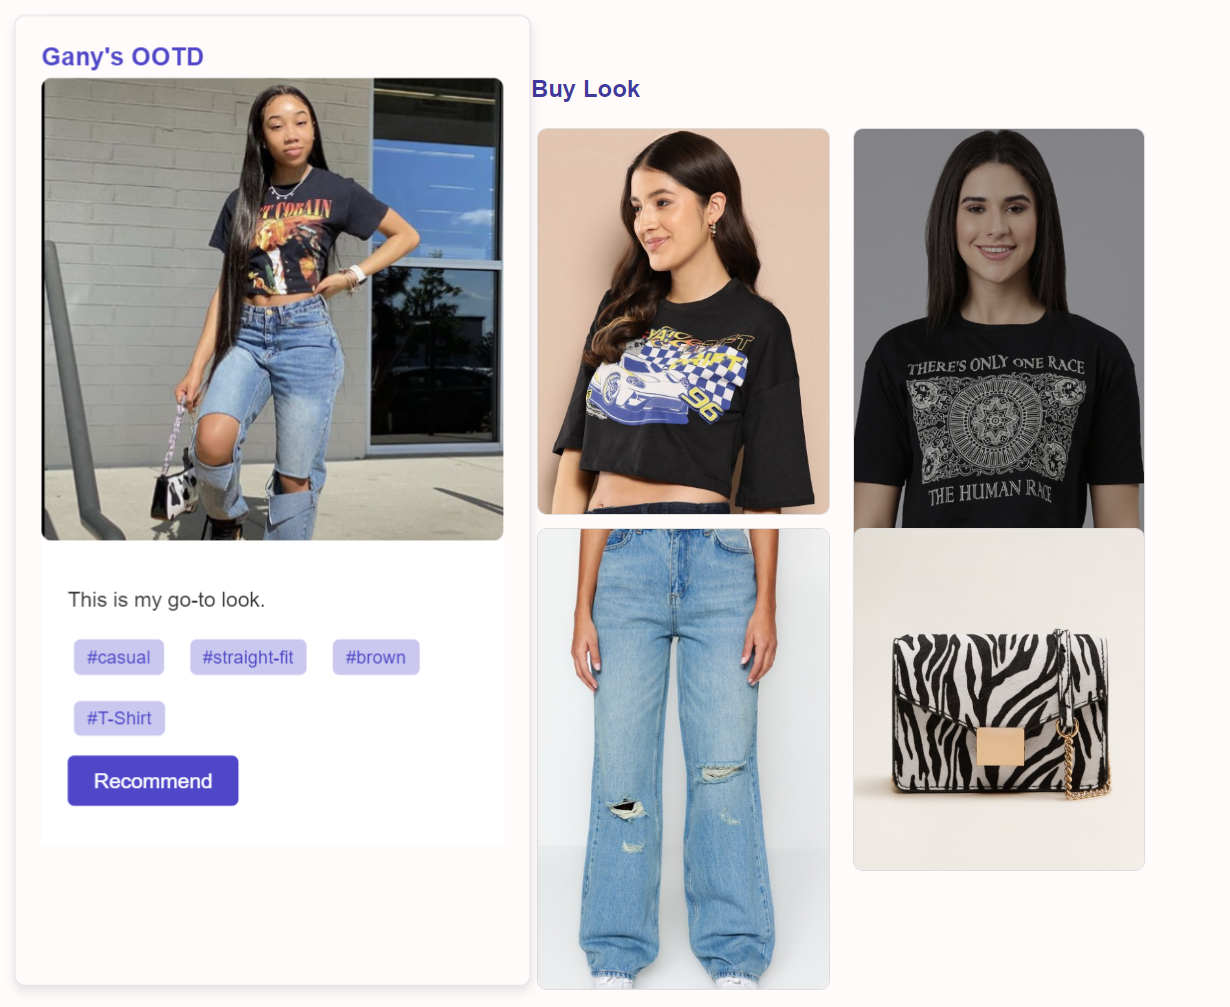 Gany's OOTD
COBAIN
This is my go-to look.
#casual
#straight-fit
#brown
#T-Shirt
Recommend
Buy Look
DRIFT
96
THERE'S ONLY ONE RACE
THE HUMAN RACE